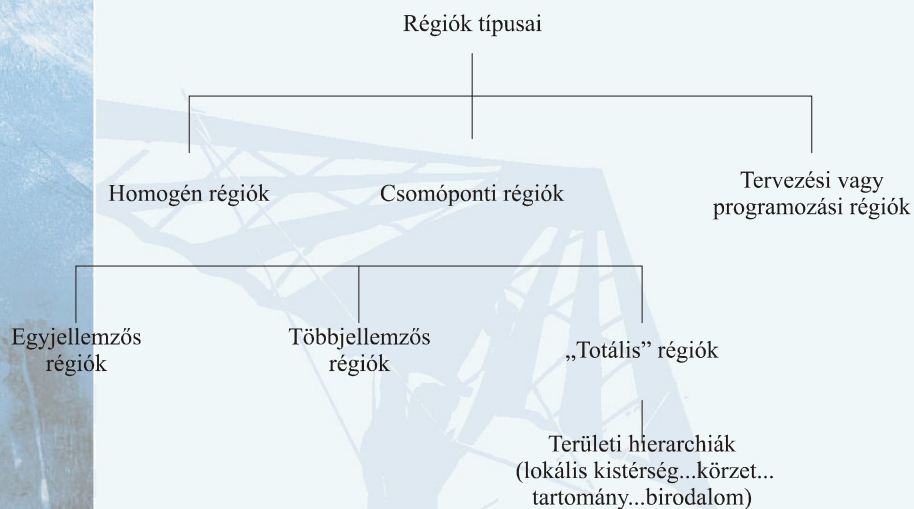 Régiók típusai
Homogén régiók
Csomóponti régiók
Tervezési vagy
programozási régiók
Egyjellemzős
régiók
Többjellemzős
régiók
„Totális” régiók
Területi hierarchiák
(lokális kistérség...körzet...
tartomány...birodalom)